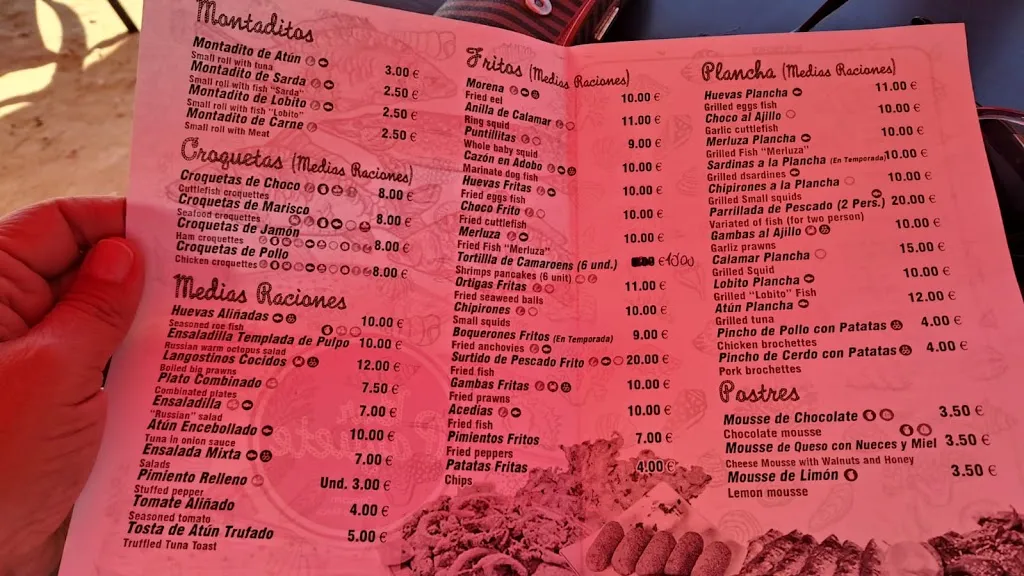 Montaditos
Montadito de Atún 3.00 €
Small roll with tuna
Montadito de Sarda 2.50 €
Small roll with fish "Sarda"
Montadito de Lobito 2.50 €
Small roll with fish "Lobito"
Montadito de Carne 2.50 €
Small roll with Meat
Croquetas (Medias Raciones)
Croquetas de Choco 8.00 €
Cuttlefish croquettes
Croquetas de Marisco 8.00 €
Seafood croquettes
Croquetas de Jamón 8.00 €
Ham croquettes
Croquetas de Pollo 8.00 €
Chicken croquettes
Medias Raciones
Huevas Aliñadas 10.00 €
Seasoned roe fish
Ensaladilla Templada de Pulpo 10.00 €
Russian warm octopus salad
Langostinos Cocidos 12.00 €
Boiled big prawns
Plato Combinado 7.50 €
Combinated plates
Ensaladilla 7.00 €
"Russian" salad
Atún Encebollado 10.00 €
Tuna in onion sauce
Ensalada Mixta 7.00 €
Salads
Pimiento Relleno Und. 3.00 €
Stuffed pepper
Tomate Aliñado 4.00 €
Seasoned tomato
Tosta de Atún Trufado 5.00 €
Truffled Tuna Toast
Fritos (Medias Raciones)
Morena 10.00 €
Fried eel
Anilla de Calamar 11.00 €
Ring squid
Puntillitas 9.00 €
Whole baby squid
Cazón en Adobo 10.00 €
Marinate dog fish
Huevas Fritas 10.00 €
Fried eggs fish
Choco Frito 10.00 €
Fried cuttlefish
Merluza 10.00 €
Fried Fish "Merluza"
Tortilla de Camaroens (6 und.) € 10'00
Shrimps pancakes (6 unit)
Ortigas Fritas 11.00 €
Fried seaweed balls
Chipirones 10.00 €
Small squids
Boquerones Fritos (En Temporada) 9.00 €
Fried anchovies
Surtido de Pescado Frito 20.00 €
Fried fish
Gambas Fritas 10.00 €
Fried prawns
Acedías 10.00 €
Fried fish
Pimientos Fritos 7.00 €
Fried peppers
Patatas Fritas 4.00 €
Chips
Plancha (Medias Raciones)
Huevas Plancha 11.00 €
Grilled eggs fish
Choco al Ajillo 10.00 €
Garlic cuttlefish
Merluza Plancha 10.00 €
Grilled Fish "Merluza"
Sardinas a la Plancha (En Temporada) 10.00 €
Grilled dsardines
Chipirones a la Plancha 10.00 €
Grilled Small squids
Parrillada de Pescado (2 Pers.) 20.00 €
Variated of fish (for two person)
Gambas al Ajillo 10.00 €
Garliz prawns
Calamar Plancha 15.00 €
Grilled Squid
Lobito Plancha 10.00 €
Grilled "Lobito" Fish
Atún Plancha 12.00 €
Grilled tuna
Pincho de Pollo con Patatas 4.00 €
Chicken brochettes
Pincho de Cerdo con Patatas 4.00 €
Pork brochettes
Postres
Mousse de Chocolate 3.50 €
Chocolate mousse
Mousse de Queso con Nueces y Miel 3.50 €
Cheese Mousse with Walnuts and Honey
Mousse de Limón 3.50 €
Lemon mousse